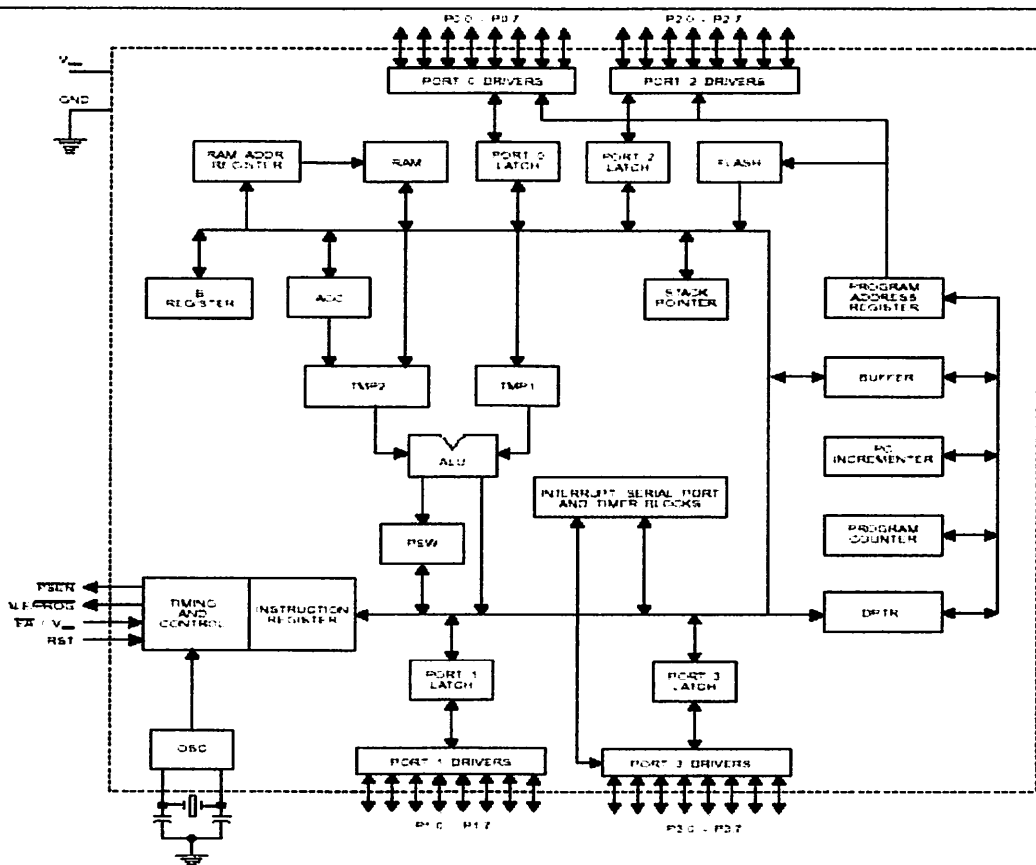 P0.0 - P0.7
P2.0 - P2.7
GND
PORT 0 DRIVERS
PORT 2 DRIVERS
RAM ADDR.
REGISTER
RAM
PORT 0
LATCH
PORT 2
LATCH
FLASH
B
REGISTER
ACC
STACK
POINTER
PROGRAM
ADDRESS
REGISTER
TMP2
TMP1
BUFFER
ALU
PC
INCREMENTER
INTERRUPT, SERIAL PORT,
AND TIMER BLOCKS
PSW
PROGRAM
COUNTER
PSEN
ALE/PROG
EA / V
RST
TIMING
AND
CONTROL
INSTRUCTION
REGISTER
DPTR
PORT 1
LATCH
PORT 3
LATCH
OSC
PORT 1 DRIVERS
PORT 3 DRIVERS
P1.0 - P1.7
P3.0 - P3.7